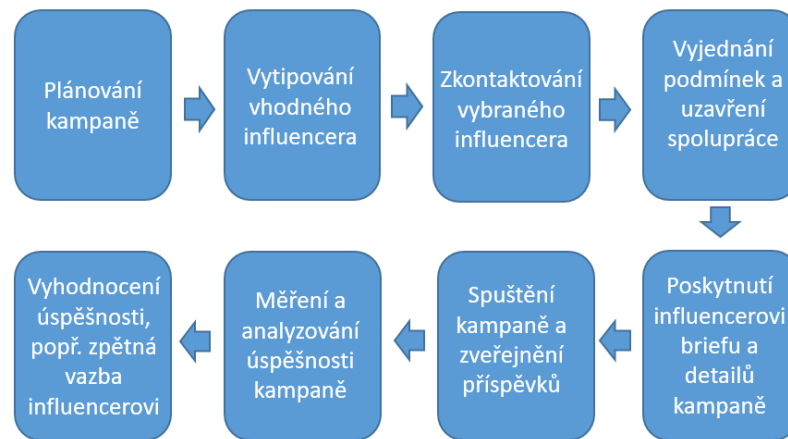 Plánování
kampaně
Vytipování
vhodného
influencera
Zkontaktování
vybraného
influencera
Vyjednání
podmínek a
uzavření
spolupráce
Poskytnutí
influencerovi
briefu a
detailů
kampaně
Spuštění
kampaně a
zveřejnění
příspěvků
Měření a
analyzování
úspěšnosti
kampaně
Vyhodnocení
úspěšnosti,
popř. zpětná
vazba
influencerovi